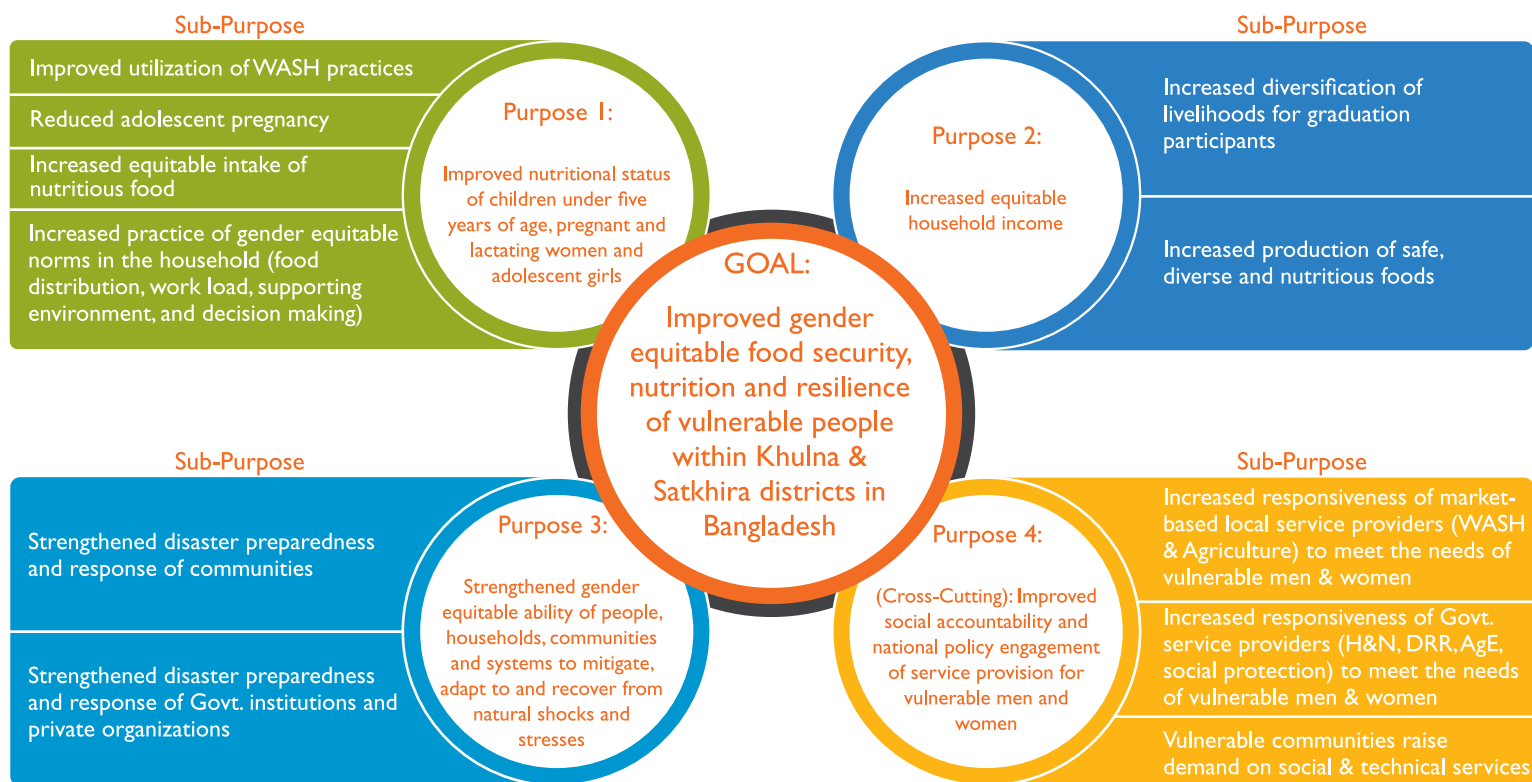 Sub-Purpose
Improved utilization of WASH practices
Reduced adolescent pregnancy
Increased equitable intake of
nutritious food
Increased practice of gender equitable
norms in the household (food
distribution, work load, supporting
environment, and decision making)
Purpose 1:
Improved nutritional status
of children under five
years of age, pregnant and
lactating women and
adolescent girls
Purpose 2:
Increased equitable
household income
Sub-Purpose
Increased diversification of
livelihoods for graduation
participants
Increased production of safe,
diverse and nutritious foods
GOAL:
Improved gender
equitable food security,
nutrition and resilience
of vulnerable people
within Khulna &
Satkhira districts in
Bangladesh
Sub-Purpose
Strengthened disaster preparedness
and response of communities
Strengthened disaster preparedness
and response of Govt. institutions and
private organizations
Purpose 3:
Strengthened gender
equitable ability of people,
households, communities
and systems to mitigate,
adapt to and recover from
natural shocks and
stresses
Purpose 4:
(Cross-Cutting): Improved
social accountability and
national policy engagement
of service provision for
vulnerable men and
women
Sub-Purpose
Increased responsiveness of market-
based local service providers (WASH
& Agriculture) to meet the needs of
vulnerable men & women
Increased responsiveness of Govt.
service providers (H&N, DRR, AgE,
social protection) to meet the needs
of vulnerable men & women
Vulnerable communities raise
demand on social & technical services